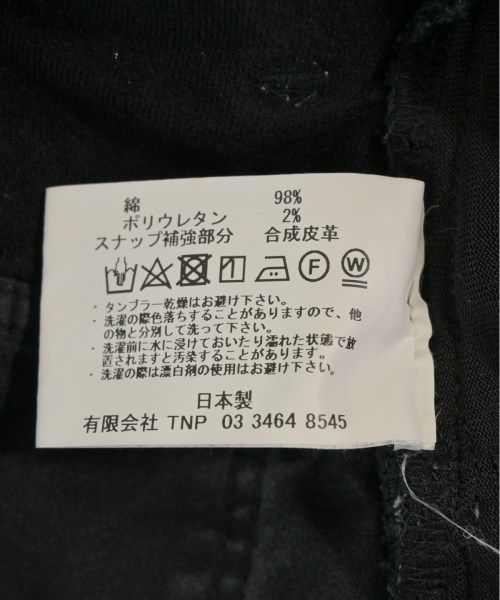 綿 98%
ポリウレタン 2%
スナップ補強部分 合成皮革
F W
・タンブラー乾燥はお避け下さい。
・洗濯の際色落ちすることがありますので、他
の物と分別して洗って下さい。
・洗濯前に水に浸けておいたり濡れた状態で放
置されますと汚染することがあります。
・洗濯の際は漂白剤の使用はお避け下さい。
日本製
有限会社 TNP 03 3464 8545